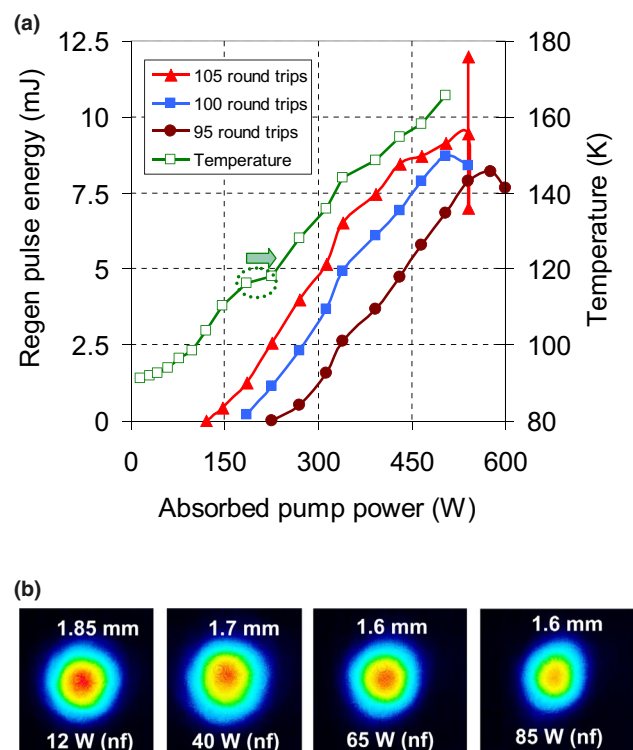 (a)
12.5
10
7.5
5
2.5
0
Regen pulse energy (mJ)
105 round trips
100 round trips
95 round trips
Temperature
180
160
140
120
100
80
Temperature (K)
0 150 300 450 600
Absorbed pump power (W)
(b)
1.85 mm 1.7 mm 1.6 mm 1.6 mm
12 W (nf) 40 W (nf) 65 W (nf) 85 W (nf)